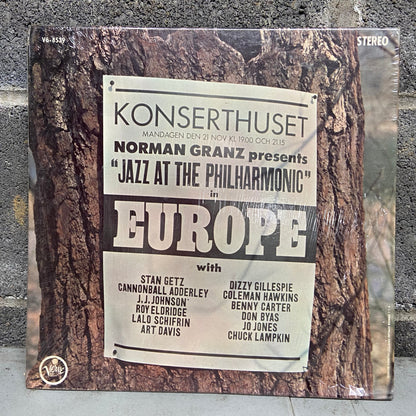 V6-8539
STEREO
KONSERTHUSET
MÅNDAGEN DEN 21 NOV KL. 19.00 OCH 21.15
NORMAN GRANZ presents
"JAZZ AT THE PHILHARMONIC"
in
EUROPE
with
STAN GETZ
CANNONBALL ADDERLEY
J.J. JOHNSON
ROY ELDRIDGE
LALO SCHIFRIN
ART DAVIS
DIZZY GILLESPIE
COLEMAN HAWKINS
BENNY CARTER
DON BYAS
JO JONES
CHUCK LAMPKIN
Verve